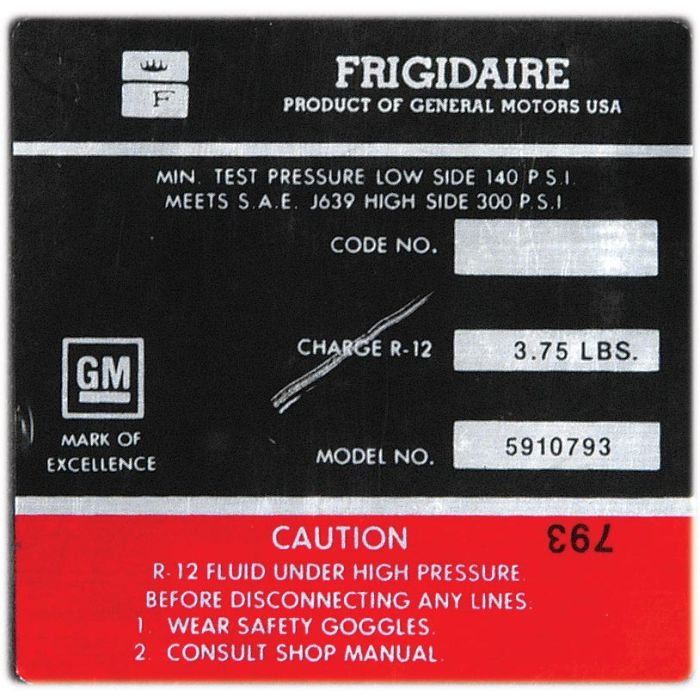 F
FRIGIDAIRE
PRODUCT OF GENERAL MOTORS USA
MIN. TEST PRESSURE LOW SIDE 140 P.S.I.
MEETS S.A.E. J639 HIGH SIDE 300 P.S.I
CODE NO.
CHARGE R-12 3.75 LBS.
GM
MARK OF
EXCELLENCE
MODEL NO. 5910793
CAUTION
793
R-12 FLUID UNDER HIGH PRESSURE.
BEFORE DISCONNECTING ANY LINES.
1. WEAR SAFETY GOGGLES.
2. CONSULT SHOP MANUAL.